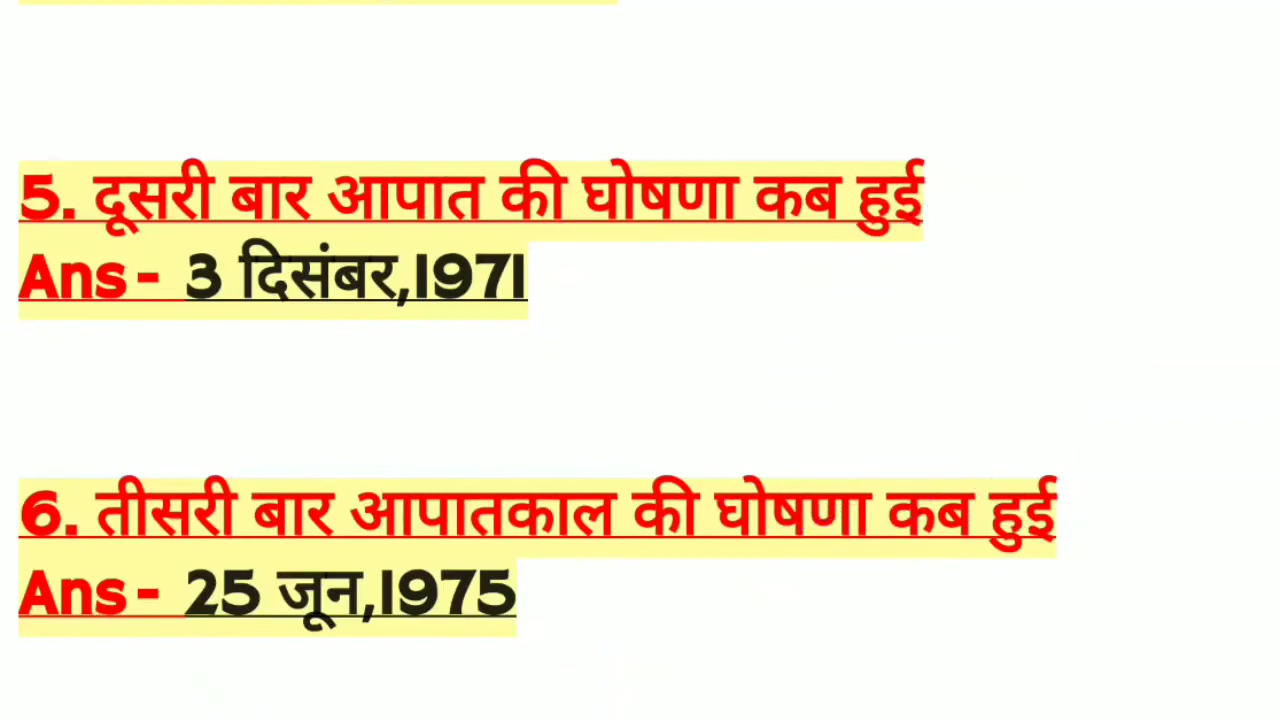 5. दूसरी बार आपात की घोषणा कब हुई
Ans - 3 दिसंबर,1971
6. तीसरी बार आपातकाल की घोषणा कब हुई
Ans - 25 जून,1975